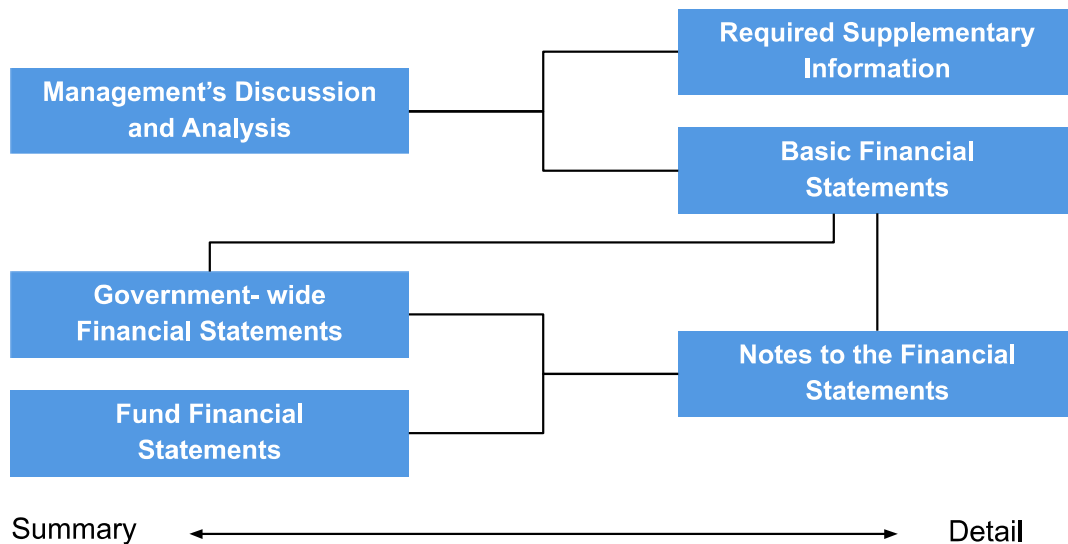 Required Supplementary
Information
Management’s Discussion
and Analysis
Basic Financial
Statements
Government- wide
Financial Statements
Notes to the Financial
Statements
Fund Financial
Statements
Summary
Detail